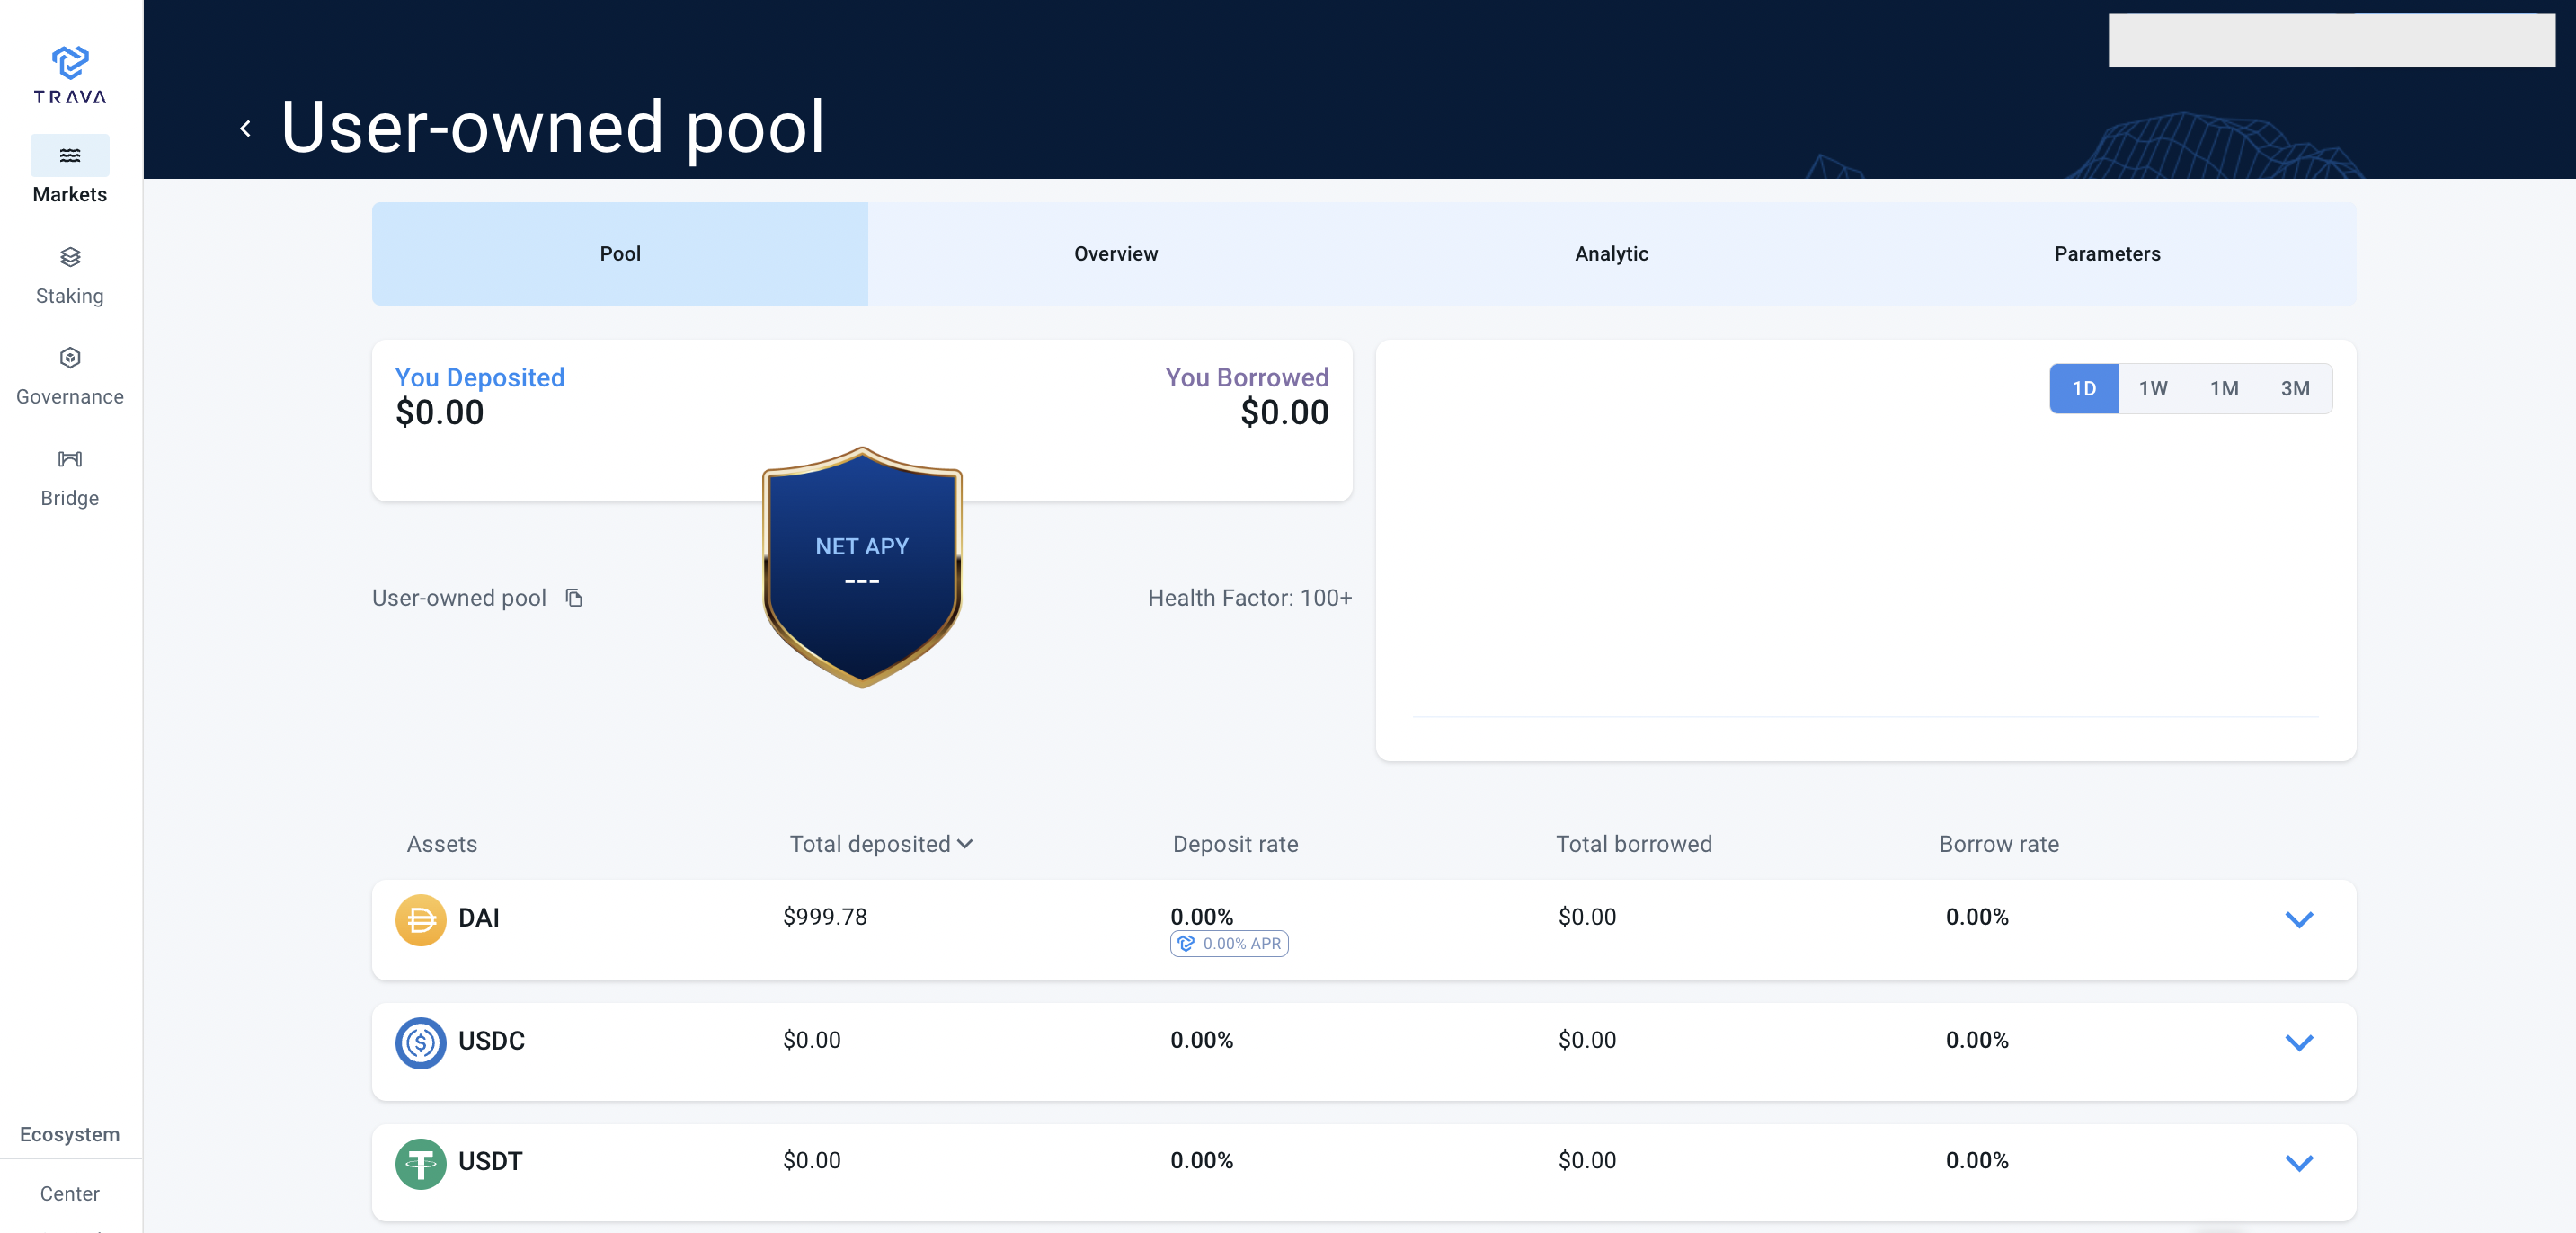 TRAVA
Markets
Staking
Governance
Bridge
Ecosystem
Center
User-owned pool
Pool Overview Analytic Parameters
You Deposited You Borrowed
$0.00 $0.00
NET APY
---
User-owned pool Health Factor: 100+
1D 1W 1M 3M
Assets Total deposited Deposit rate Total borrowed Borrow rate
DAI $999.78 0.00% $0.00 0.00%
0.00% APR
USDC $0.00 0.00% $0.00 0.00%
USDT $0.00 0.00% $0.00 0.00%